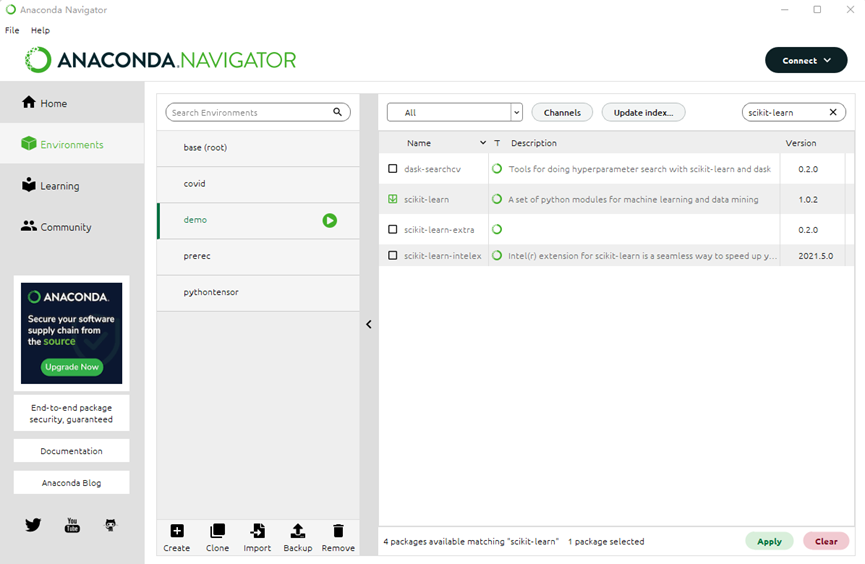 Anaconda Navigator
File Help
ANACONDA.NAVIGATOR
Connect
Home
Environments
Learning
Community
ANACONDA.
Secure your software
supply chain from
the source
Upgrade Now
End-to-end package
security, guaranteed
Documentation
Anaconda Blog
You
Tube
Search Environments
base (root)
covid
demo
prerec
pythontensor
Create Clone Import Backup Remove
All Channels Update index... scikit-learn
Name T Description Version
dask-searchcv Tools for doing hyperparameter search with scikit-learn and dask 0.2.0
scikit-learn A set of python modules for machine learning and data mining 1.0.2
scikit-learn-extra 0.2.0
scikit-learn-intelex Intel(r) extension for scikit-learn is a seamless way to speed up y... 2021.5.0
4 packages available matching "scikit-learn" 1 package selected
Apply Clear